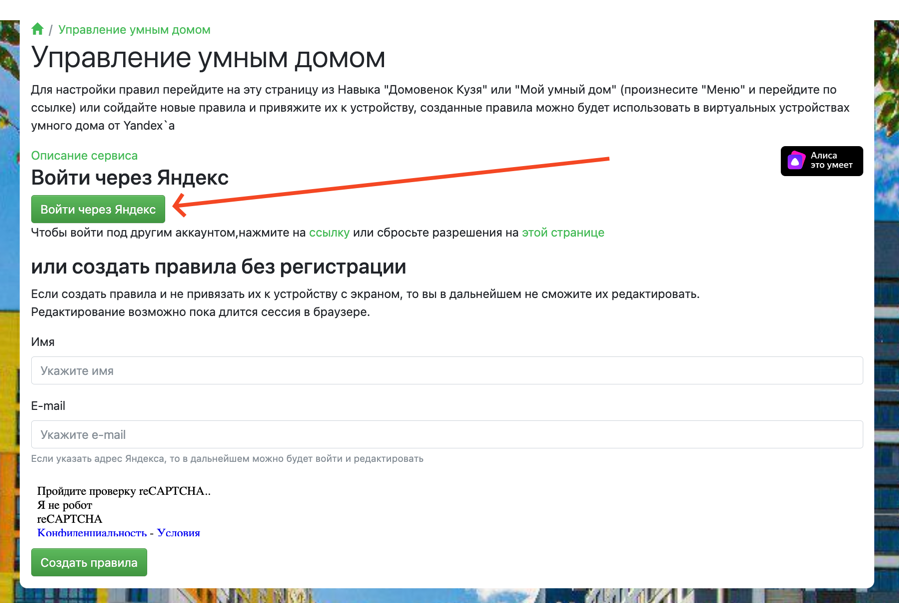 / Управление умным домом
Управление умным домом
Для настройки правил перейдите на эту страницу из Навыка "Домовенок Кузя" или "Мой умный дом" (произнесите "Меню" и перейдите по
ссылке) или сойдайте новые правила и привяжите их к устройству, созданные правила можно будет использовать в виртуальных устройствах
умного дома от Yandex`а
Описание сервиса
Алиса
это умеет
Войти через Яндекс
Войти через Яндекс
Чтобы войти под другим аккаунтом,нажмите на ссылку или сбросьте разрешения на этой странице
или создать правила без регистрации
Если создать правила и не привязать их к устройству с экраном, то вы в дальнейшем не сможите их редактировать.
Редактирование возможно пока длится сессия в браузере.
Имя
Укажите имя
E-mail
Укажите e-mail
Если указать адрес Яндекса, то в дальнейшем можно будет войти и редактировать
Пройдите проверку reCAPTCHA..
Я не робот
reCAPTCHA
Конфиденциальность - Условия
Создать правила